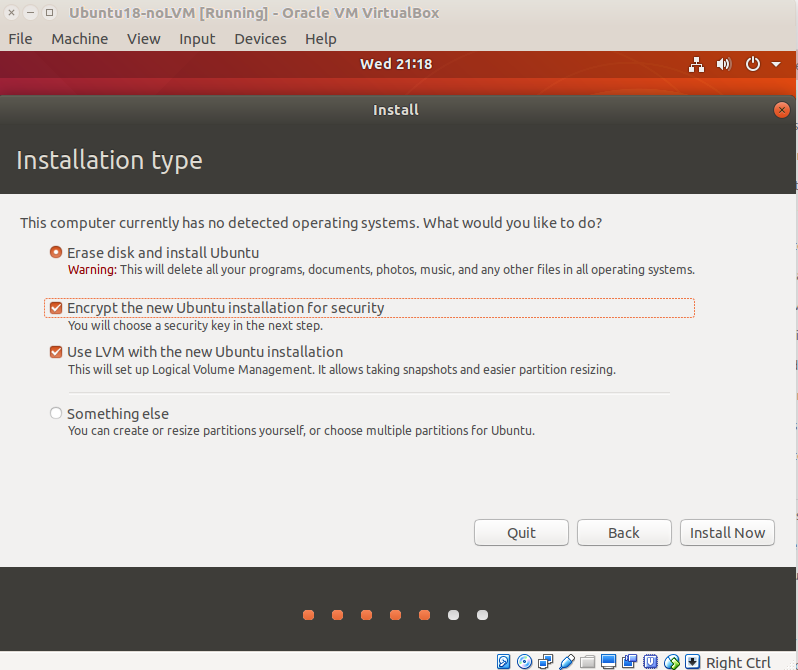 Ubuntu18-noLVM [Running] - Oracle VM VirtualBox
File Machine View Input Devices Help
Wed 21:18
Install
Installation type
This computer currently has no detected operating systems. What would you like to do?
Erase disk and install Ubuntu
Warning: This will delete all your programs, documents, photos, music, and any other files in all operating systems.
Encrypt the new Ubuntu installation for security
You will choose a security key in the next step.
Use LVM with the new Ubuntu installation
This will set up Logical Volume Management. It allows taking snapshots and easier partition resizing.
Something else
You can create or resize partitions yourself, or choose multiple partitions for Ubuntu.
Quit Back Install Now
Right Ctrl